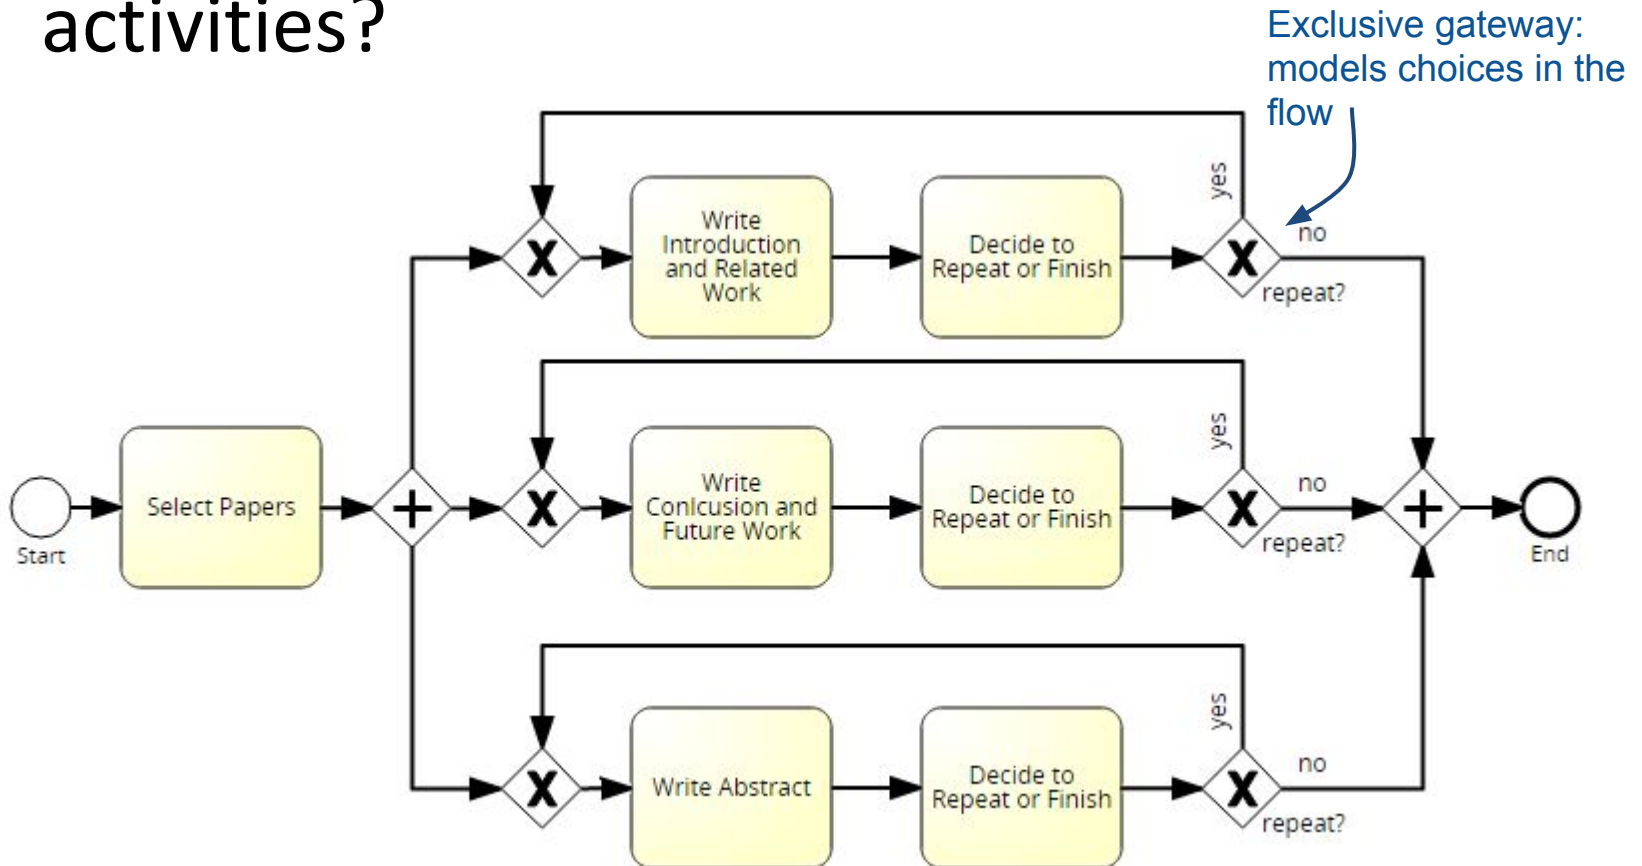 activities?
Exclusive gateway:
models choices in the
flow
yes
Write
Introduction
and Related
Work
Decide to
Repeat or Finish
X
X
no
repeat?
yes
Start
Select Papers
+
X
Write
Conlcusion and
Future Work
Decide to
Repeat or Finish
X
no
repeat?
+
End
yes
X
Write Abstract
Decide to
Repeat or Finish
X
no
repeat?